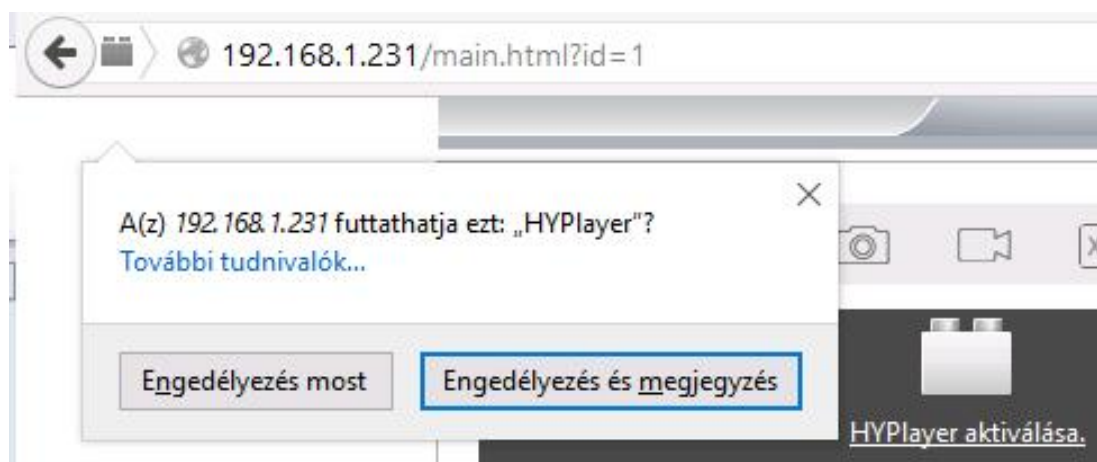 192.168.1.231/main.html?id=1
A(z) 192.168.1.231 futtathatja ezt: „HYPlayer"?
További tudnivalók...
Engedélyezés most
Engedélyezés és megjegyzés
HYPlayer aktiválása.